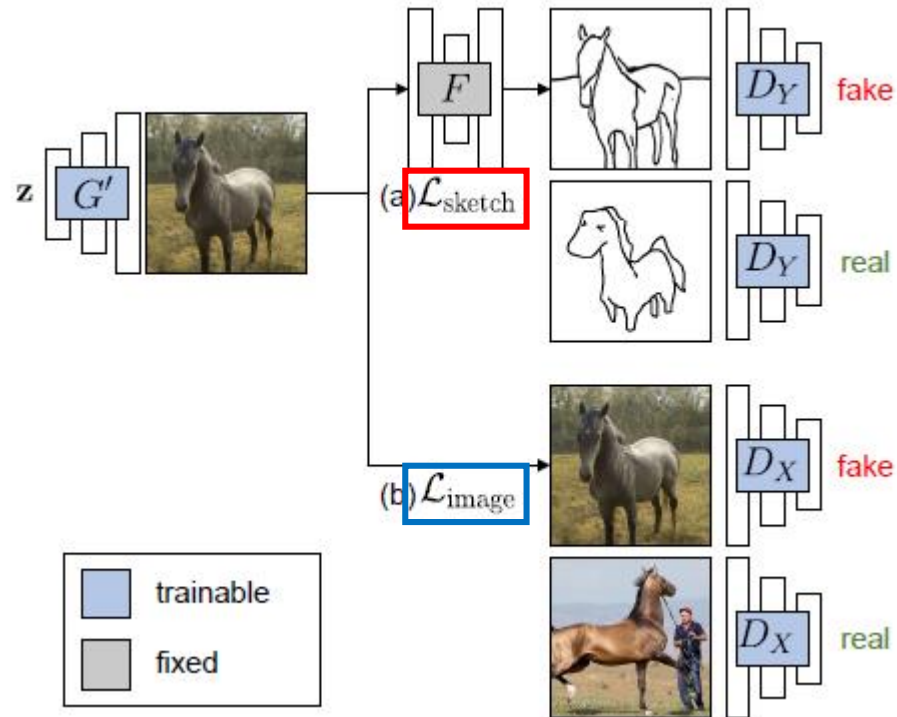 z
G′
F
D_Y
fake
(a) ℒ_sketch
D_Y
real
D_X
fake
(b) ℒ_image
D_X
real
trainable
fixed